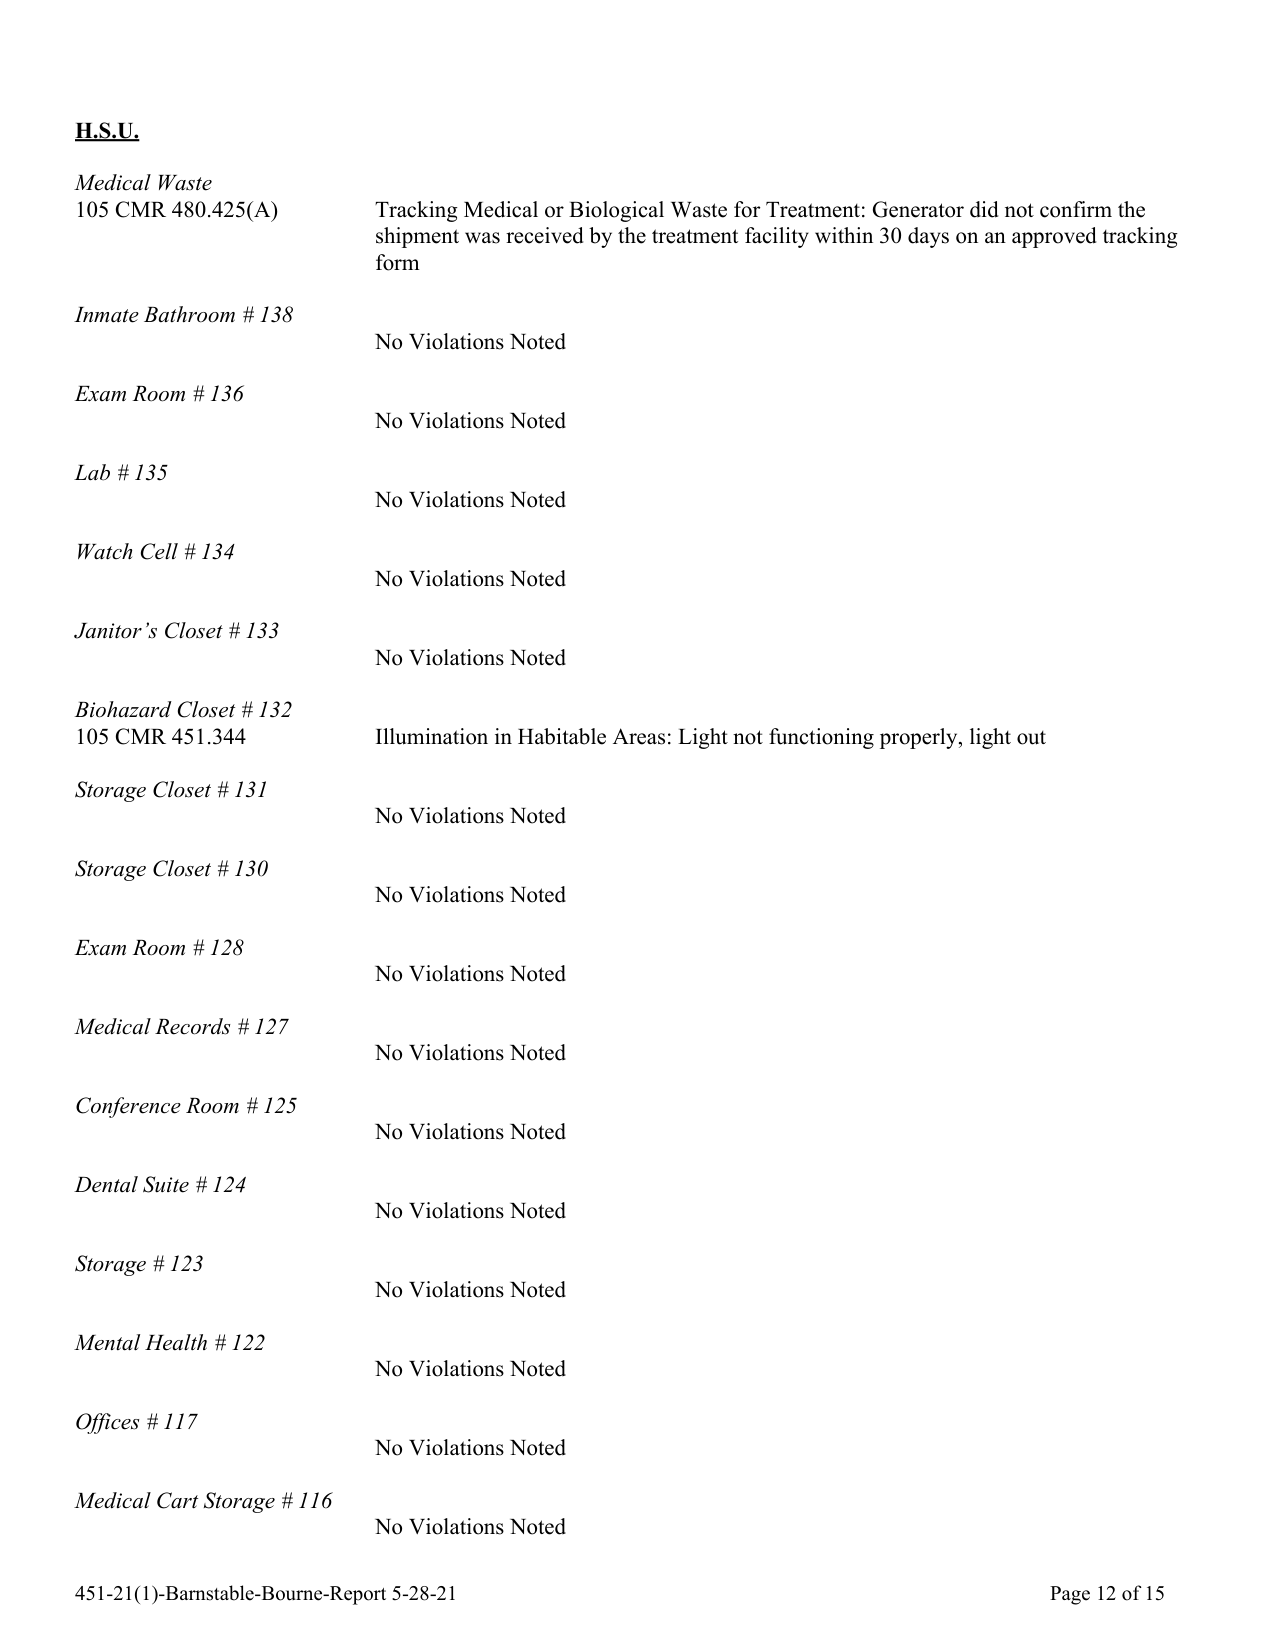 H.S.U.
Medical Waste
105 CMR 480.425(A) Tracking Medical or Biological Waste for Treatment: Generator did not confirm the
shipment was received by the treatment facility within 30 days on an approved tracking
form
Inmate Bathroom # 138
No Violations Noted
Exam Room # 136
No Violations Noted
Lab # 135
No Violations Noted
Watch Cell # 134
No Violations Noted
Janitor’s Closet # 133
No Violations Noted
Biohazard Closet # 132
105 CMR 451.344 Illumination in Habitable Areas: Light not functioning properly, light out
Storage Closet # 131
No Violations Noted
Storage Closet # 130
No Violations Noted
Exam Room # 128
No Violations Noted
Medical Records # 127
No Violations Noted
Conference Room # 125
No Violations Noted
Dental Suite # 124
No Violations Noted
Storage # 123
No Violations Noted
Mental Health # 122
No Violations Noted
Offices # 117
No Violations Noted
Medical Cart Storage # 116
No Violations Noted
451-21(1)-Barnstable-Bourne-Report 5-28-21 Page 12 of 15